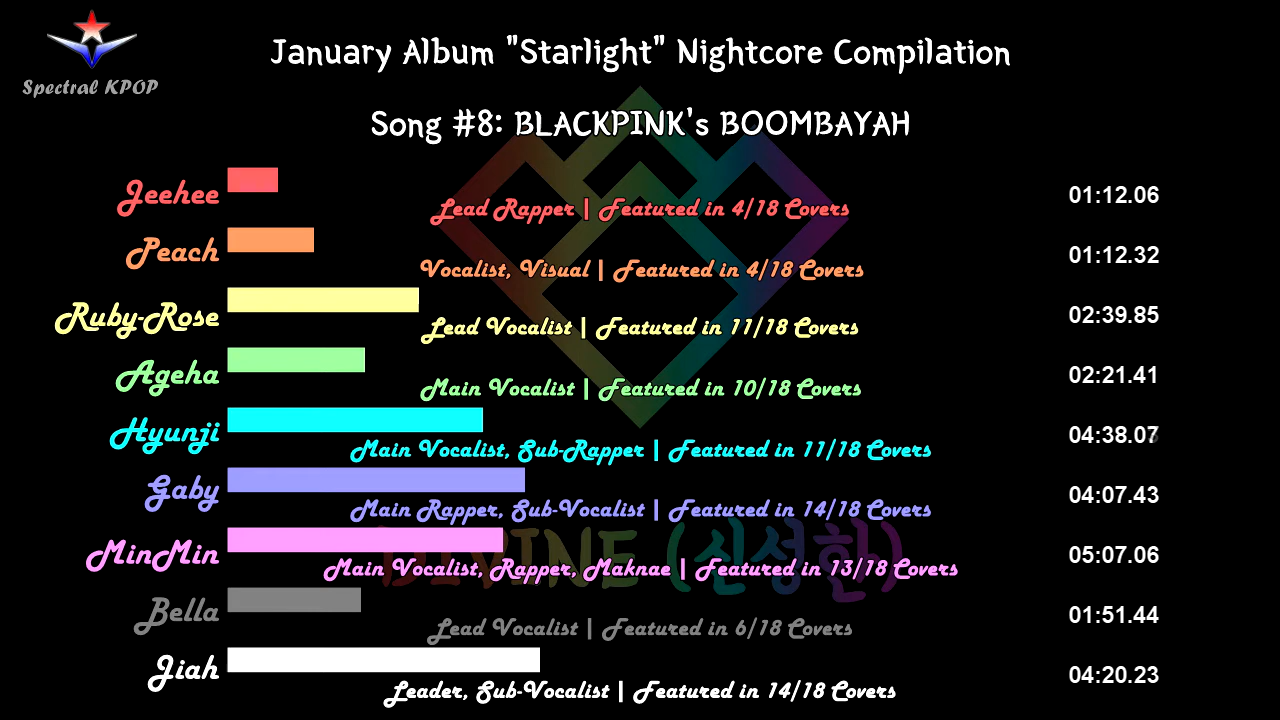 Spectral KPOP
January Album "Starlight" Nightcore Compilation
Song #8: BLACKPINK's BOOMBAYAH
Jeehee
Lead Rapper | Featured in 4/18 Covers
01:12.06
Peach
Vocalist, Visual | Featured in 4/18 Covers
01:12.32
Ruby-Rose
Lead Vocalist | Featured in 11/18 Covers
02:39.85
Ageha
Main Vocalist | Featured in 10/18 Covers
02:21.41
Hyunji
Main Vocalist, Sub-Rapper | Featured in 11/18 Covers
04:38.07
Gaby
Main Rapper, Sub-Vocalist | Featured in 14/18 Covers
04:07.43
DIVINE (신성한)
MinMin
Main Vocalist, Rapper, Maknae | Featured in 13/18 Covers
05:07.06
Bella
Lead Vocalist | Featured in 6/18 Covers
01:51.44
Jiah
Leader, Sub-Vocalist | Featured in 14/18 Covers
04:20.23